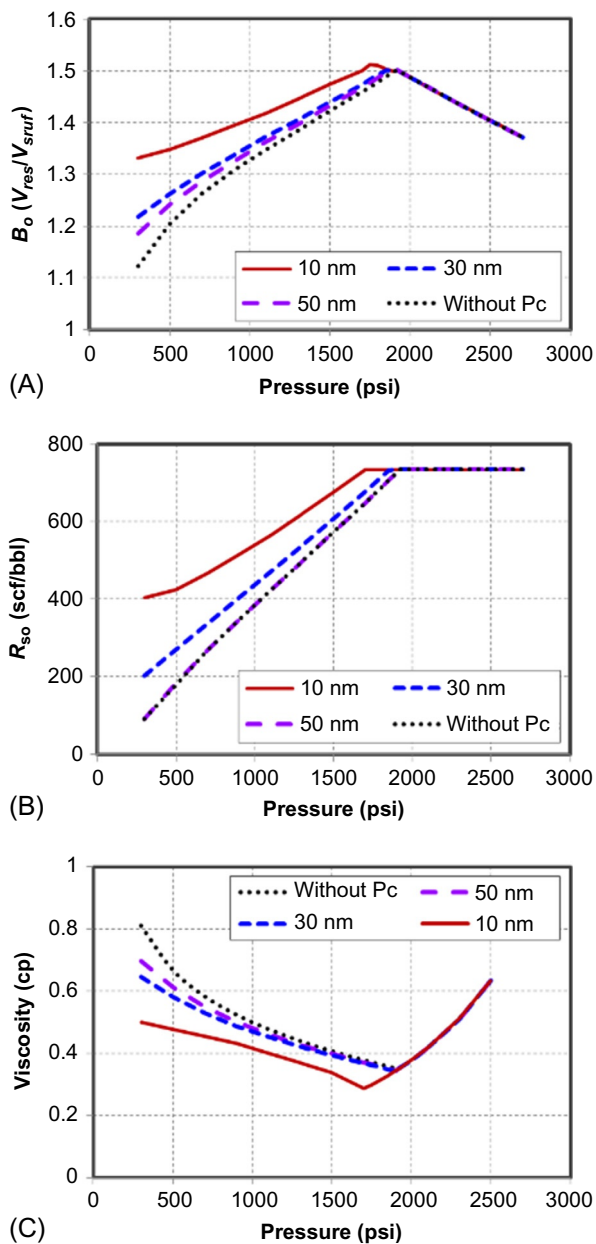 1.6
1.5
1.4
1.3
1.2
1.1
1
Bo (Vres/Vsruf)
10 nm
30 nm
50 nm
Without Pc
0 500 1000 1500 2000 2500 3000
Pressure (psi)
(A)
800
600
400
200
0
Rso (scf/bbl)
10 nm
30 nm
50 nm
Without Pc
0 500 1000 1500 2000 2500 3000
Pressure (psi)
(B)
1
0.8
0.6
0.4
0.2
0
Viscosity (cp)
Without Pc
50 nm
30 nm
10 nm
0 500 1000 1500 2000 2500 3000
Pressure (psi)
(C)